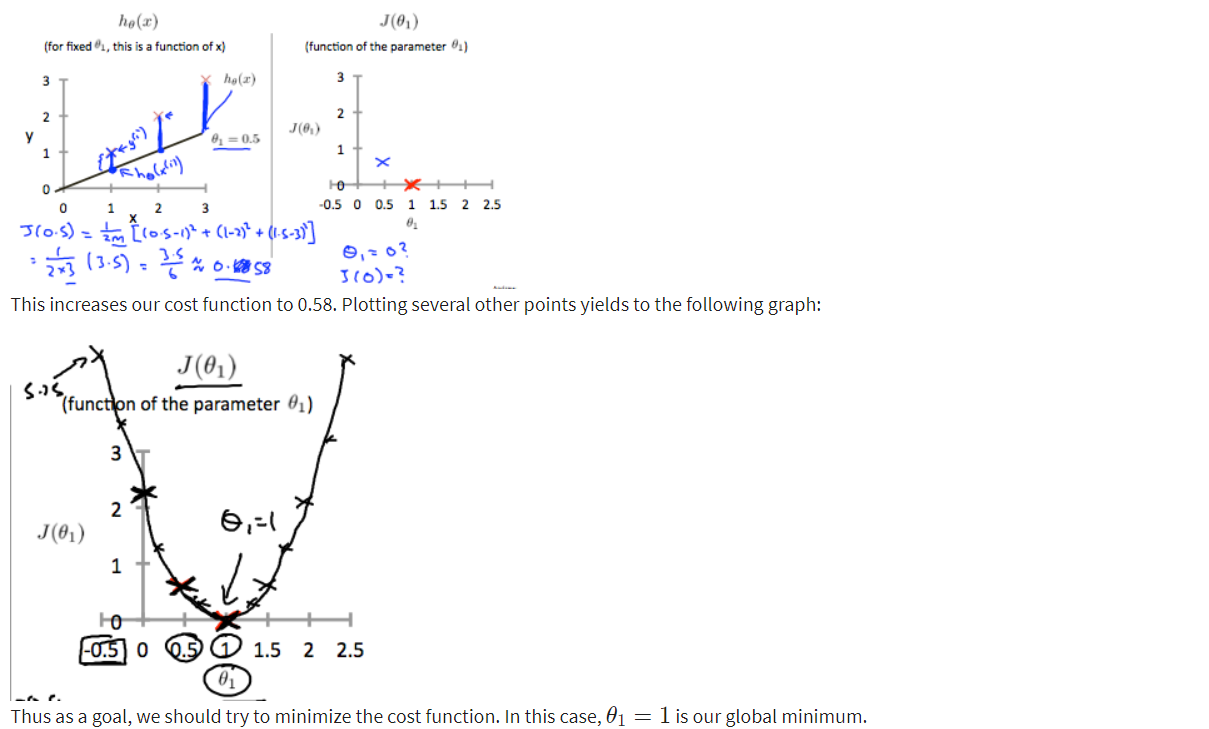 hθ(x)
(for fixed θ₁, this is a function of x)
3
2
y
1
0
0 1 2 3
x
hθ(x)
θ₁ = 0.5
y⁽ⁱ⁾
hθ(x⁽ⁱ⁾)
J(θ₁)
(function of the parameter θ₁)
3
2
J(θ₁)
1
0
-0.5 0 0.5 1 1.5 2 2.5
θ₁
J(0.5) = 1/2m [(0.5-1)² + (1-2)² + (1.5-3)²]
= 1/2×3 (3.5) = 3.5/6 ≈ 0.58
θ₁ = 0?
J(0) = ?
This increases our cost function to 0.58. Plotting several other points yields to the following graph:
J(θ₁)
5.25
(function of the parameter θ₁)
3
2
θ₁=1
J(θ₁)
1
0
-0.5 0 0.5 1 1.5 2 2.5
θ₁
Thus as a goal, we should try to minimize the cost function. In this case, θ₁ = 1 is our global minimum.